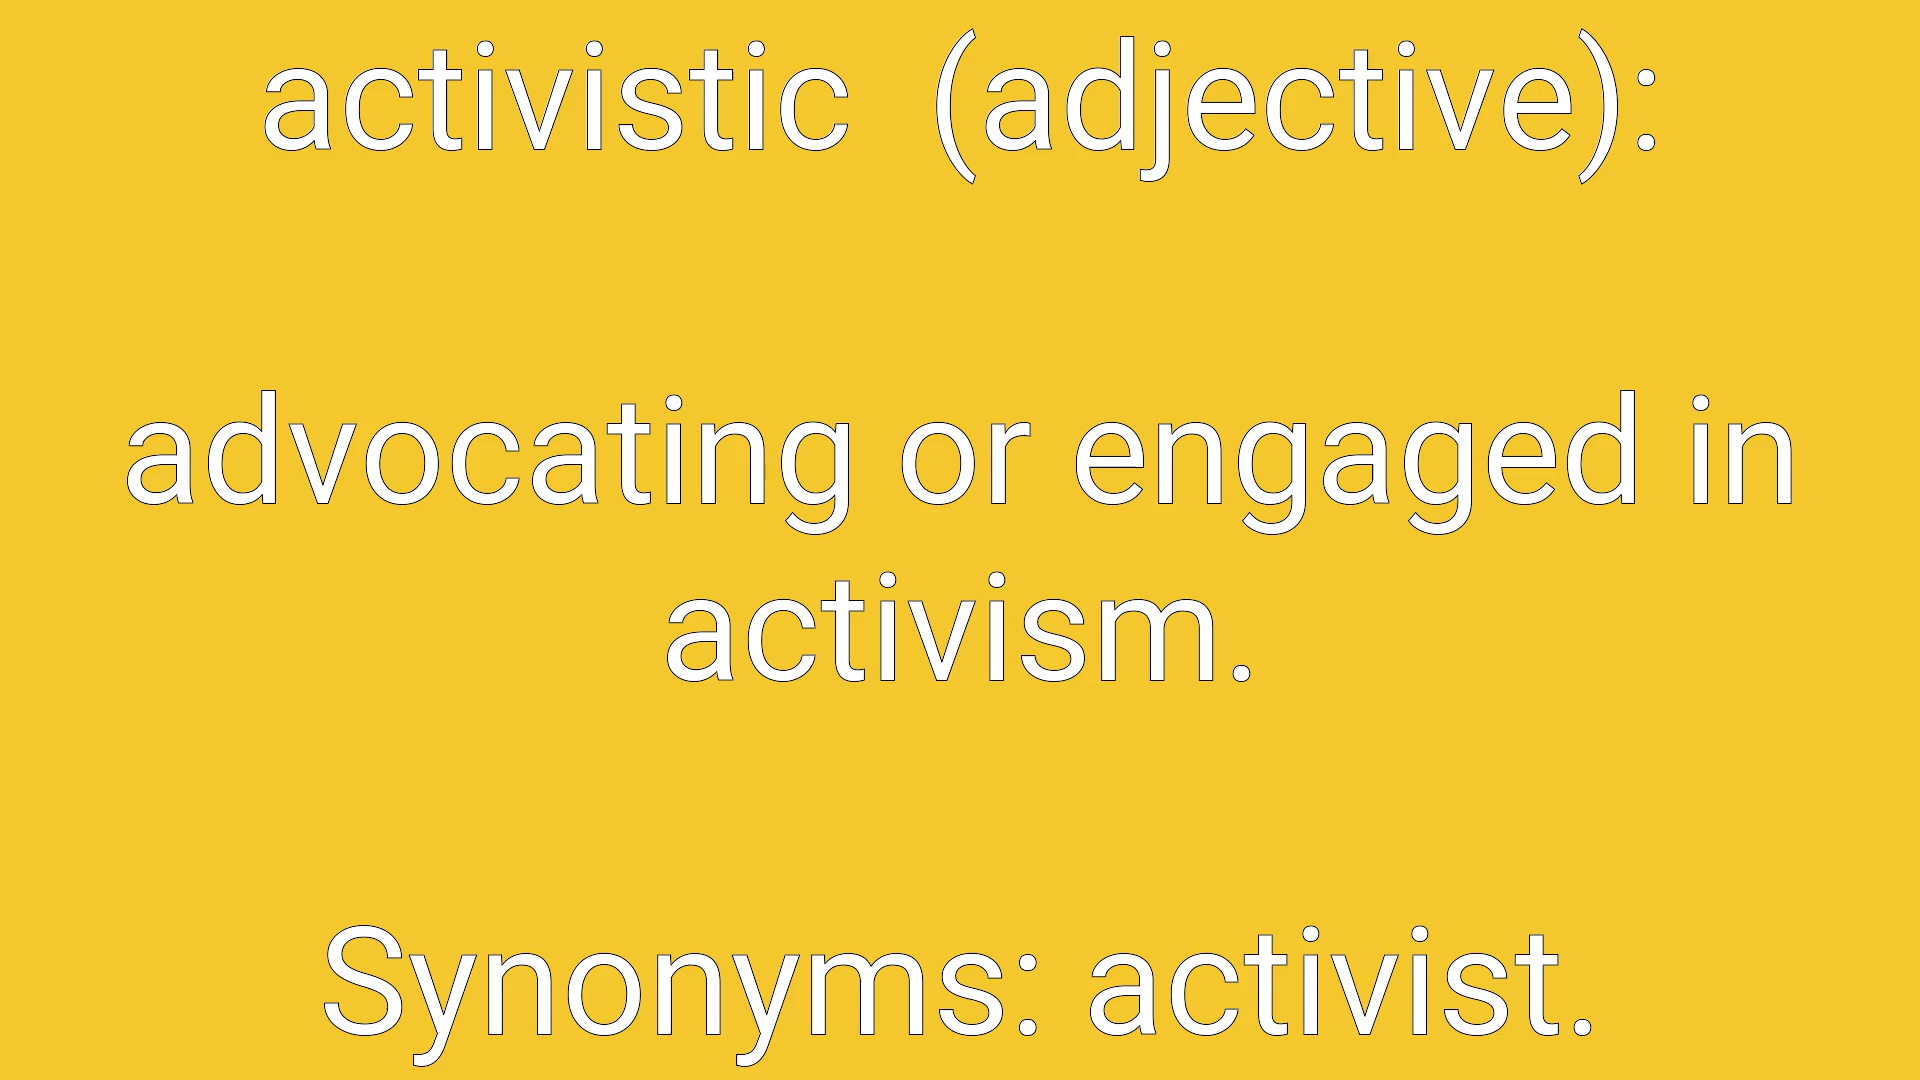 activistic  (adjective):
advocating or engaged in
activism.
Synonyms: activist.